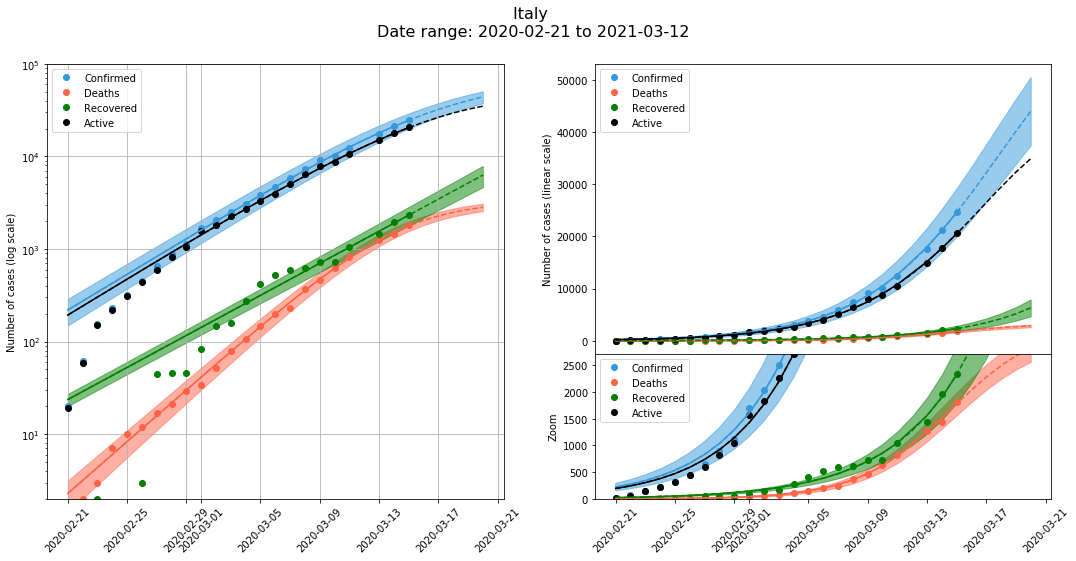 Italy
Date range: 2020-02-21 to 2021-03-12
Number of cases (log scale)
10^5
10^4
10^3
10^2
10^1
Confirmed
Deaths
Recovered
Active
2020-02-21
2020-02-25
2020-02-29
2020-03-01
2020-03-05
2020-03-09
2020-03-13
2020-03-17
2020-03-21
Number of cases (linear scale)
50000
40000
30000
20000
10000
0
Confirmed
Deaths
Recovered
Active
Zoom
2500
2000
1500
1000
500
0
Confirmed
Deaths
Recovered
Active
2020-02-21
2020-02-25
2020-02-29
2020-03-01
2020-03-05
2020-03-09
2020-03-13
2020-03-17
2020-03-21